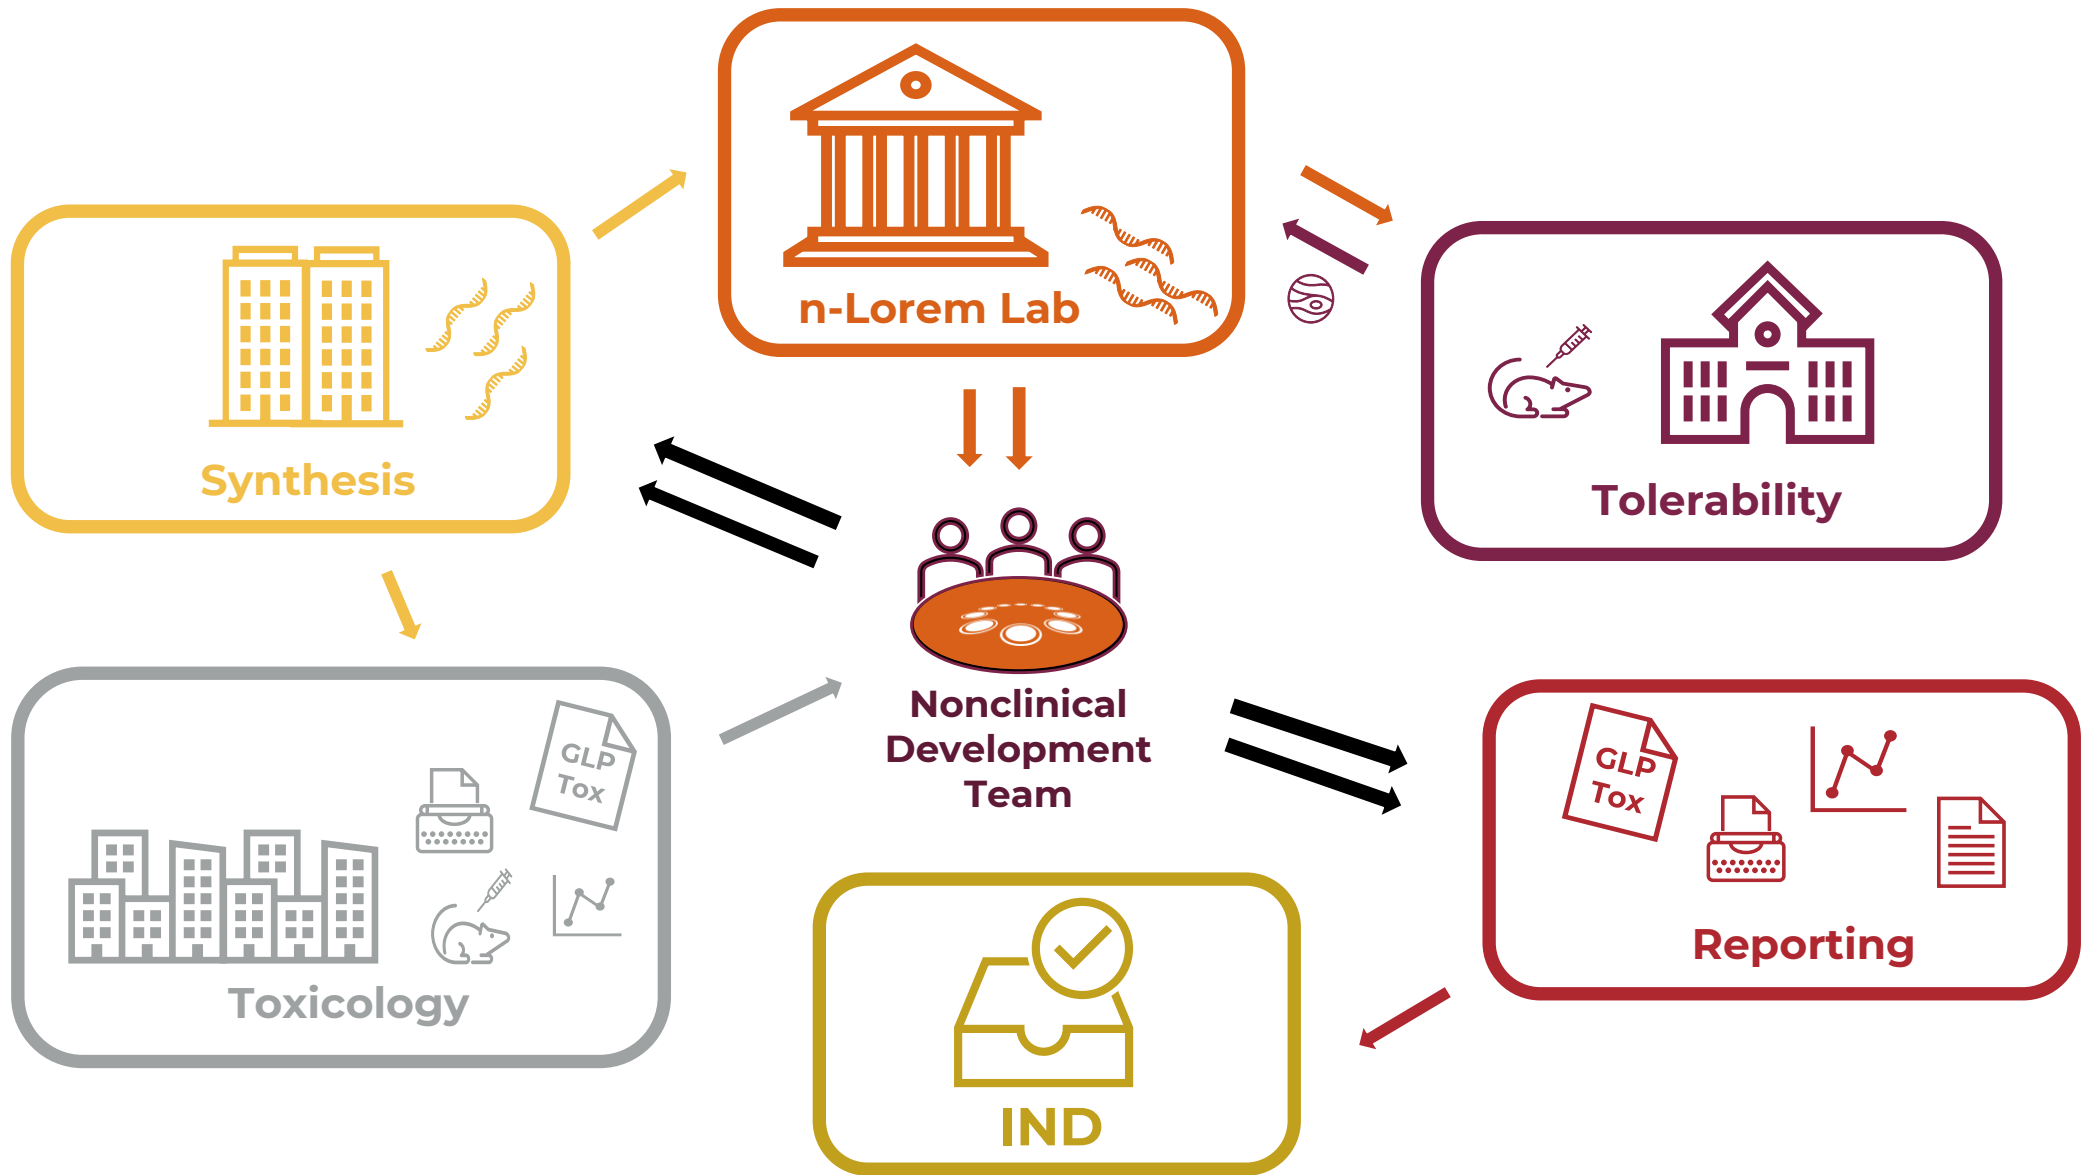 n-Lorem Lab
Synthesis
Tolerability
Nonclinical
Development
Team
GLP
Tox
Toxicology
GLP
Tox
Reporting
IND